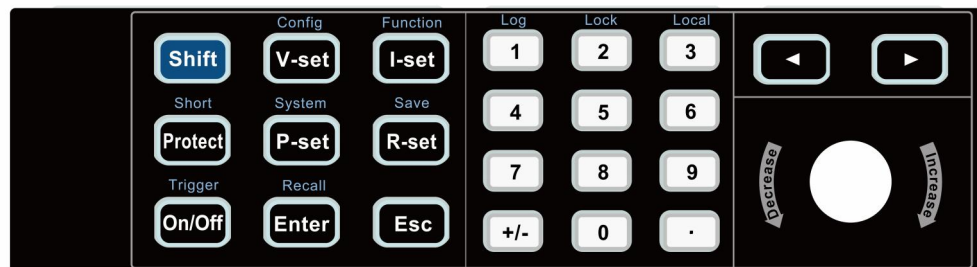 Config Function Log Lock Local
Shift V-set I-set 1 2 3 ◄ ►
Short System Save
Protect P-set R-set 4 5 6
Trigger Recall 7 8 9 Decrease Increase
On/Off Enter Esc +/- 0 .